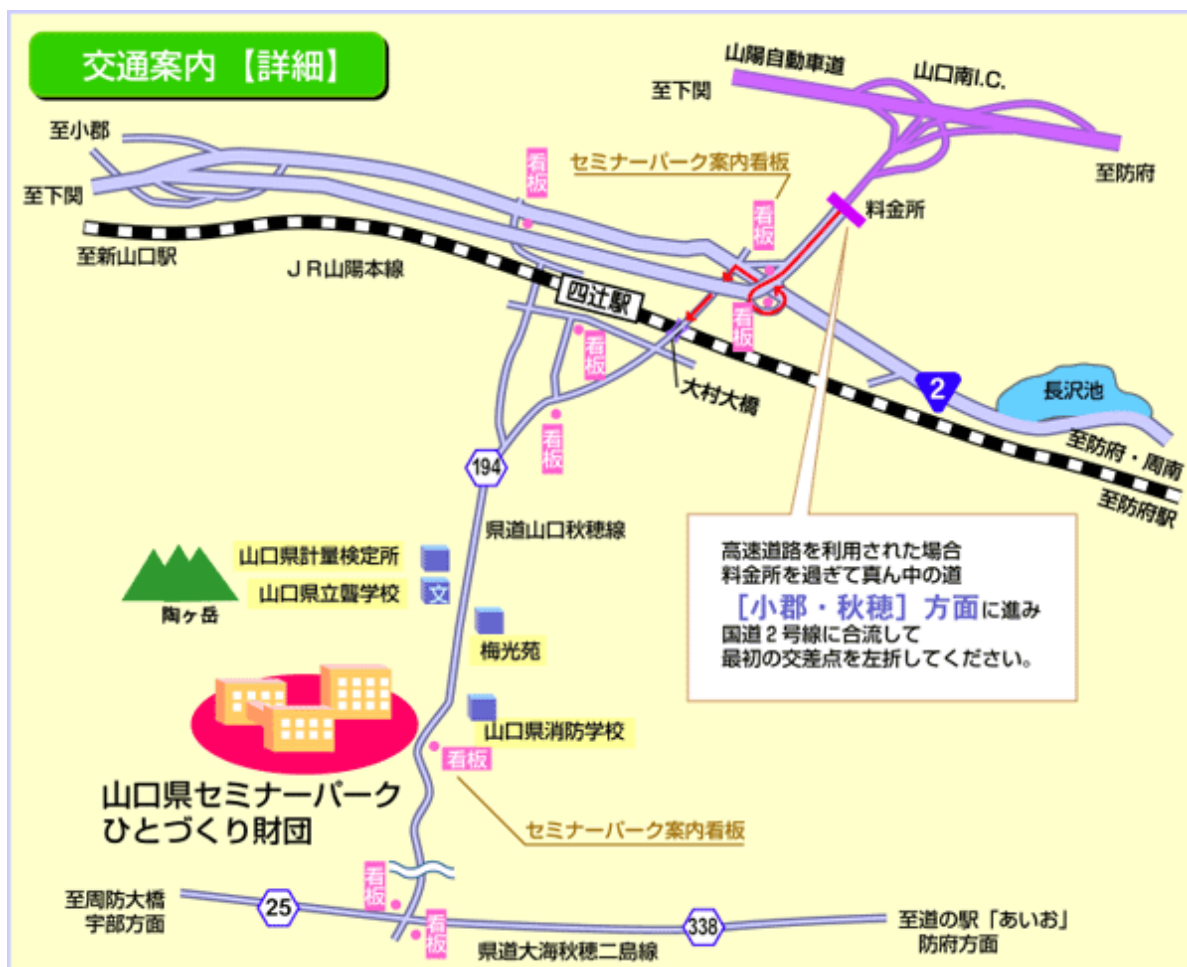 交通案内 【詳細】
山陽自動車道
山口南I.C.
至下関
至小郡
セミナーパーク案内看板
看板
至防府
至下関
看板
料金所
至新山口駅
JR山陽本線
四辻駅
看板
看板
大村大橋
2
長沢池
看板
至防府・周南
194
至防府駅
県道山口秋穂線
高速道路を利用された場合
料金所を過ぎて真ん中の道
［小郡・秋穂］方面に進み
国道2号線に合流して
最初の交差点を左折してください。
山口県計量検定所
山口県立聾学校
文
陶ヶ岳
梅光苑
山口県消防学校
看板
山口県セミナーパーク
ひとづくり財団
セミナーパーク案内看板
看板
至周防大橋
宇部方面
25
338
至道の駅「あいお」
防府方面
看板
県道大海秋穂二島線